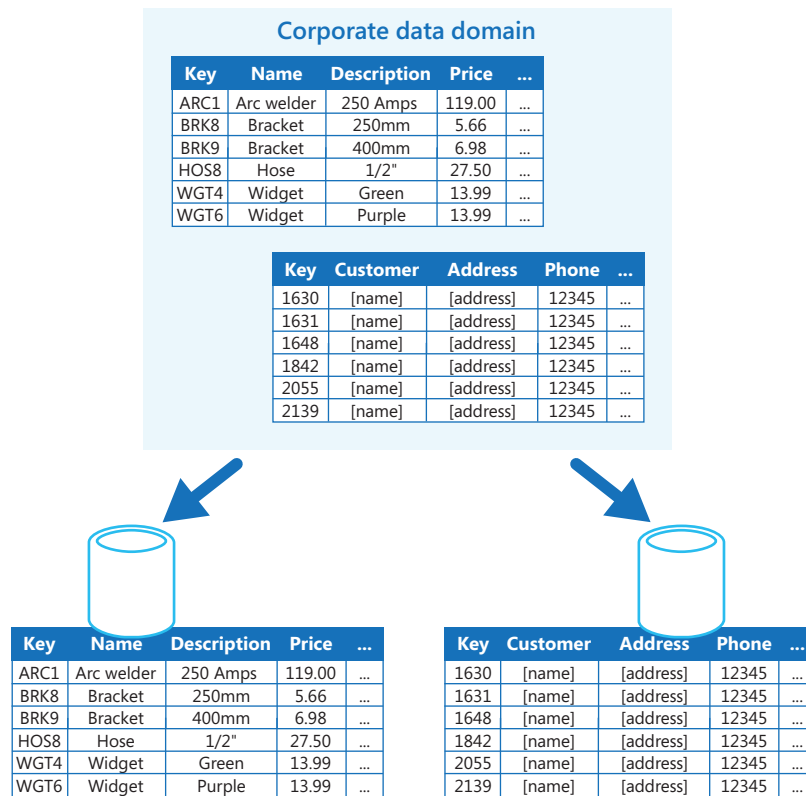 Corporate data domain
Key Name Description Price ...
ARC1 Arc welder 250 Amps 119.00 ...
BRK8 Bracket 250mm 5.66 ...
BRK9 Bracket 400mm 6.98 ...
HOS8 Hose 1/2" 27.50 ...
WGT4 Widget Green 13.99 ...
WGT6 Widget Purple 13.99 ...
Key Customer Address Phone ...
1630 [name] [address] 12345 ...
1631 [name] [address] 12345 ...
1648 [name] [address] 12345 ...
1842 [name] [address] 12345 ...
2055 [name] [address] 12345 ...
2139 [name] [address] 12345 ...
Key Name Description Price ...
ARC1 Arc welder 250 Amps 119.00 ...
BRK8 Bracket 250mm 5.66 ...
BRK9 Bracket 400mm 6.98 ...
HOS8 Hose 1/2" 27.50 ...
WGT4 Widget Green 13.99 ...
WGT6 Widget Purple 13.99 ...
Key Customer Address Phone ...
1630 [name] [address] 12345 ...
1631 [name] [address] 12345 ...
1648 [name] [address] 12345 ...
1842 [name] [address] 12345 ...
2055 [name] [address] 12345 ...
2139 [name] [address] 12345 ...